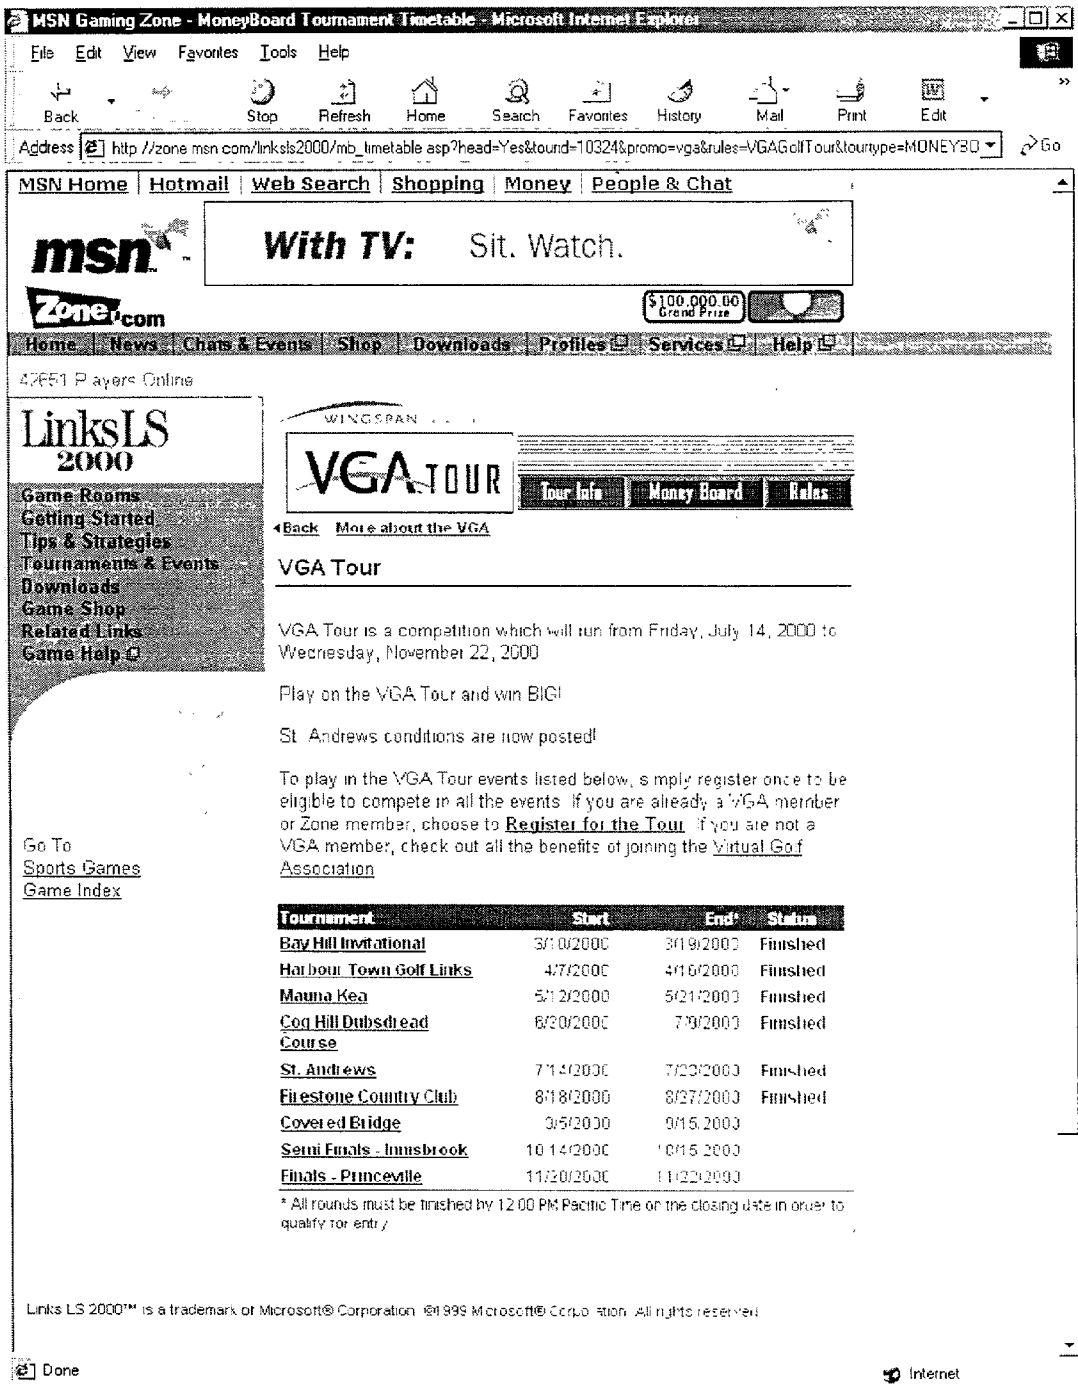 MSN Gaming Zone - MoneyBoard Tournament Timetable - Microsoft Internet Explorer
File Edit View Favorites Tools Help
Back Stop Refresh Home Search Favorites History Mail Print Edit »
Address http //zone msn com/linksls2000/mb_timetable asp?head=Yes&tourid=10324&promo=vga&rules=VGAGolfTour&tourtype=MONEYBO Go
MSN Home | Hotmail | Web Search | Shopping | Money | People & Chat
msn
With TV: Sit. Watch.
Zone.com
$100,000.00
Grand Prize
Home | News | Chats & Events | Shop | Downloads | Profiles | Services | Help
42651 Players Online
LinksLS
2000
Game Rooms
Getting Started
Tips & Strategies
Tournaments & Events
Downloads
Game Shop
Related Links
Game Help
Go To
Sports Games
Game Index
WINGSPAN
VGA TOUR
Tour Info Money Board Rules
Back More about the VGA
VGA Tour
VGA Tour is a competition which will run from Friday, July 14, 2000 to
Wednesday, November 22, 2000
Play on the VGA Tour and win BIG!
St. Andrews conditions are now posted!
To play in the VGA Tour events listed below, simply register once to be
eligible to compete in all the events. If you are already a VGA member
or Zone member, choose to Register for the Tour. If you are not a
VGA member, check out all the benefits of joining the Virtual Golf
Association
Tournament Start End* Status
Bay Hill Invitational 3/10/2000 3/19/2000 Finished
Harbour Town Golf Links 4/7/2000 4/16/2000 Finished
Mauna Kea 5/12/2000 5/21/2000 Finished
Cog Hill Dubsdread 6/20/2000 7/9/2000 Finished
Course
St. Andrews 7/14/2000 7/23/2000 Finished
Firestone Country Club 8/18/2000 8/27/2000 Finished
Covered Bridge 9/15/2000
Semi Finals - Innisbrook 10/14/2000 10/15/2000
Finals - Princeville 11/20/2000 11/22/2000
* All rounds must be finished by 12:00 PM Pacific Time on the closing date in order to
qualify for entry
Links LS 2000™ is a trademark of Microsoft® Corporation ©1999 Microsoft® Corporation All rights reserved
Done Internet